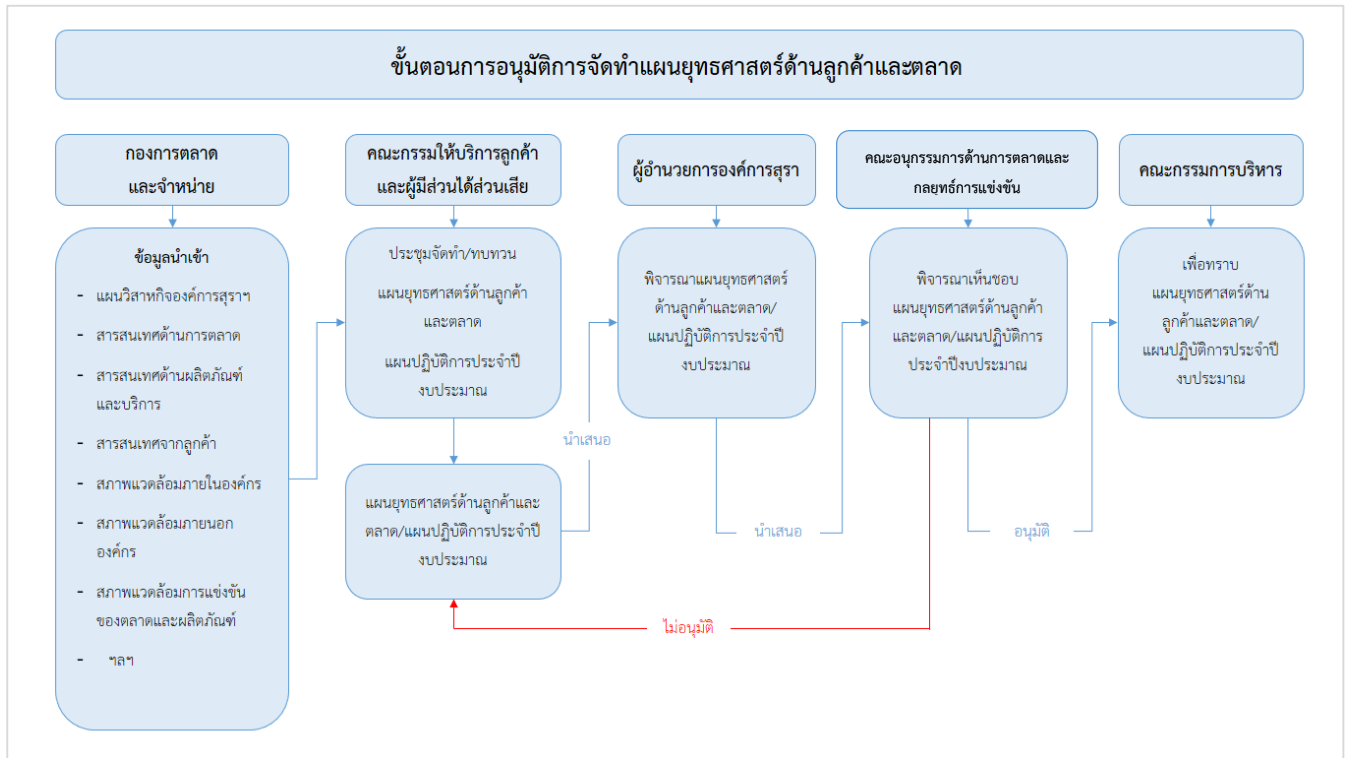 ขั้นตอนการอนุมัติการจัดทำแผนยุทธศาสตร์ด้านลูกค้าและตลาด
กองการตลาด
และจำหน่าย
ข้อมูลนำเข้า
- แผนวิสาหกิจองค์การสุราฯ
- สารสนเทศด้านการตลาด
- สารสนเทศด้านผลิตภัณฑ์
และบริการ
- สารสนเทศจากลูกค้า
- สภาพแวดล้อมภายในองค์กร
- สภาพแวดล้อมภายนอก
องค์กร
- สภาพแวดล้อมการแข่งขัน
ของตลาดและผลิตภัณฑ์
- ฯลฯ
คณะกรรมให้บริการลูกค้า
และผู้มีส่วนได้ส่วนเสีย
ประชุมจัดทำ/ทบทวน
แผนยุทธศาสตร์ด้านลูกค้า
และตลาด
แผนปฏิบัติการประจำปี
งบประมาณ
แผนยุทธศาสตร์ด้านลูกค้าและ
ตลาด/แผนปฏิบัติการประจำปี
งบประมาณ
นำเสนอ
ผู้อำนวยการองค์การสุรา
พิจารณาแผนยุทธศาสตร์
ด้านลูกค้าและตลาด/
แผนปฏิบัติการประจำปี
งบประมาณ
นำเสนอ
คณะอนุกรรมการด้านการตลาดและ
กลยุทธ์การแข่งขัน
พิจารณาเห็นชอบ
แผนยุทธศาสตร์ด้านลูกค้า
และตลาด/แผนปฏิบัติการ
ประจำปีงบประมาณ
ไม่อนุมัติ
อนุมัติ
คณะกรรมการบริหาร
เพื่อทราบ
แผนยุทธศาสตร์ด้าน
ลูกค้าและตลาด/
แผนปฏิบัติการประจำปี
งบประมาณ